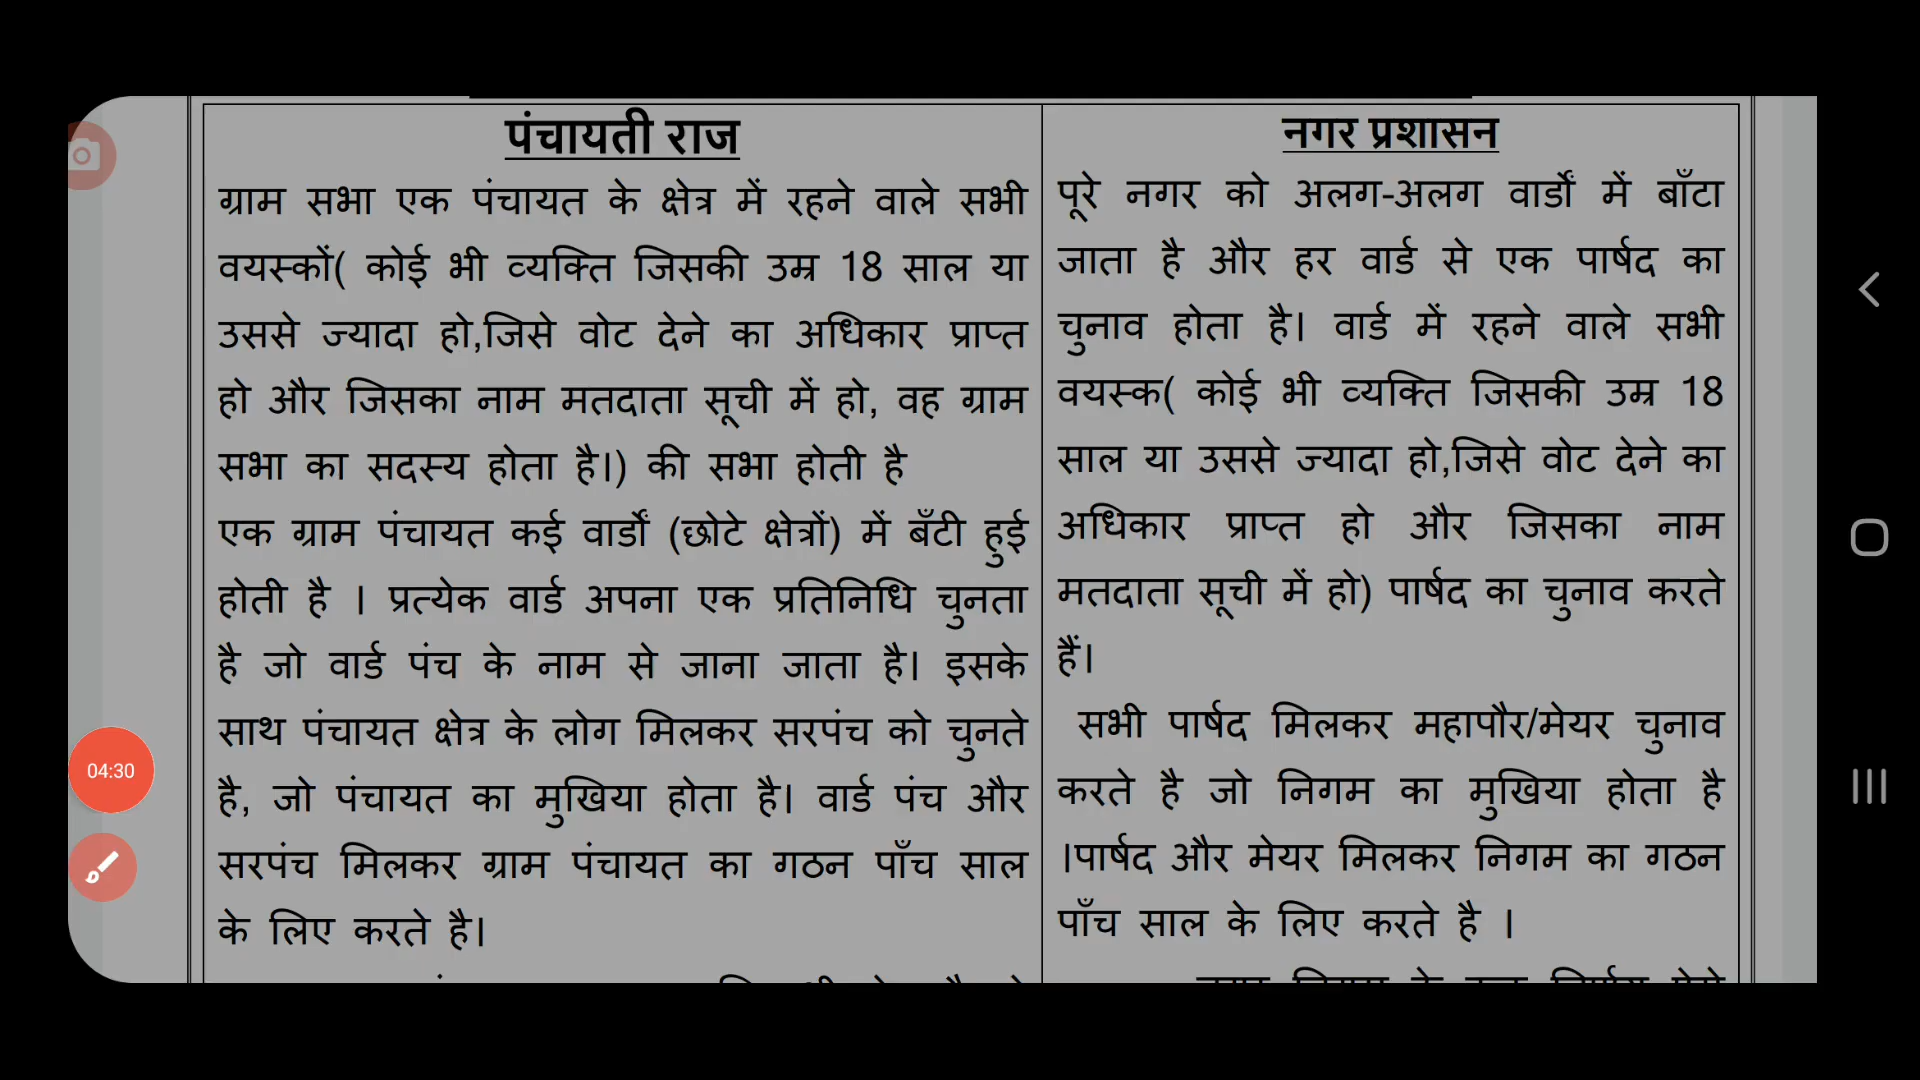 पंचायती राज
ग्राम सभा एक पंचायत के क्षेत्र में रहने वाले सभी
वयस्कों( कोई भी व्यक्ति जिसकी उम्र 18 साल या
उससे ज्यादा हो,जिसे वोट देने का अधिकार प्राप्त
हो और जिसका नाम मतदाता सूची में हो, वह ग्राम
सभा का सदस्य होता है।) की सभा होती है
एक ग्राम पंचायत कई वार्डों (छोटे क्षेत्रों) में बँटी हुई
होती है । प्रत्येक वार्ड अपना एक प्रतिनिधि चुनता
है जो वार्ड पंच के नाम से जाना जाता है। इसके
साथ पंचायत क्षेत्र के लोग मिलकर सरपंच को चुनते
है, जो पंचायत का मुखिया होता है। वार्ड पंच और
सरपंच मिलकर ग्राम पंचायत का गठन पाँच साल
के लिए करते है।
नगर प्रशासन
पूरे नगर को अलग-अलग वार्डों में बाँटा
जाता है और हर वार्ड से एक पार्षद का
चुनाव होता है। वार्ड में रहने वाले सभी
वयस्क( कोई भी व्यक्ति जिसकी उम्र 18
साल या उससे ज्यादा हो,जिसे वोट देने का
अधिकार प्राप्त हो और जिसका नाम
मतदाता सूची में हो) पार्षद का चुनाव करते
हैं।
सभी पार्षद मिलकर महापौर/मेयर चुनाव
करते है जो निगम का मुखिया होता है
।पार्षद और मेयर मिलकर निगम का गठन
पाँच साल के लिए करते है ।
04:30